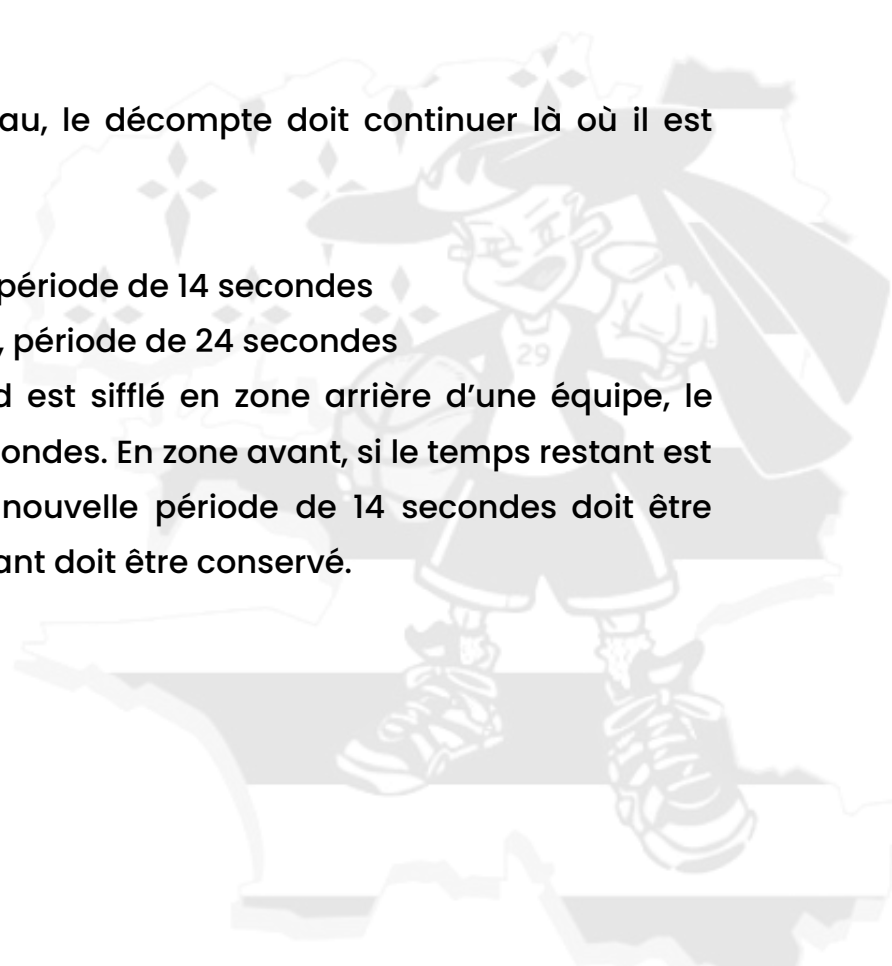 au, le décompte doit continuer là où il est
période de 14 secondes
, période de 24 secondes
d est sifflé en zone arrière d’une équipe, le
ondes. En zone avant, si le temps restant est
nouvelle période de 14 secondes doit être
ant doit être conservé.
29